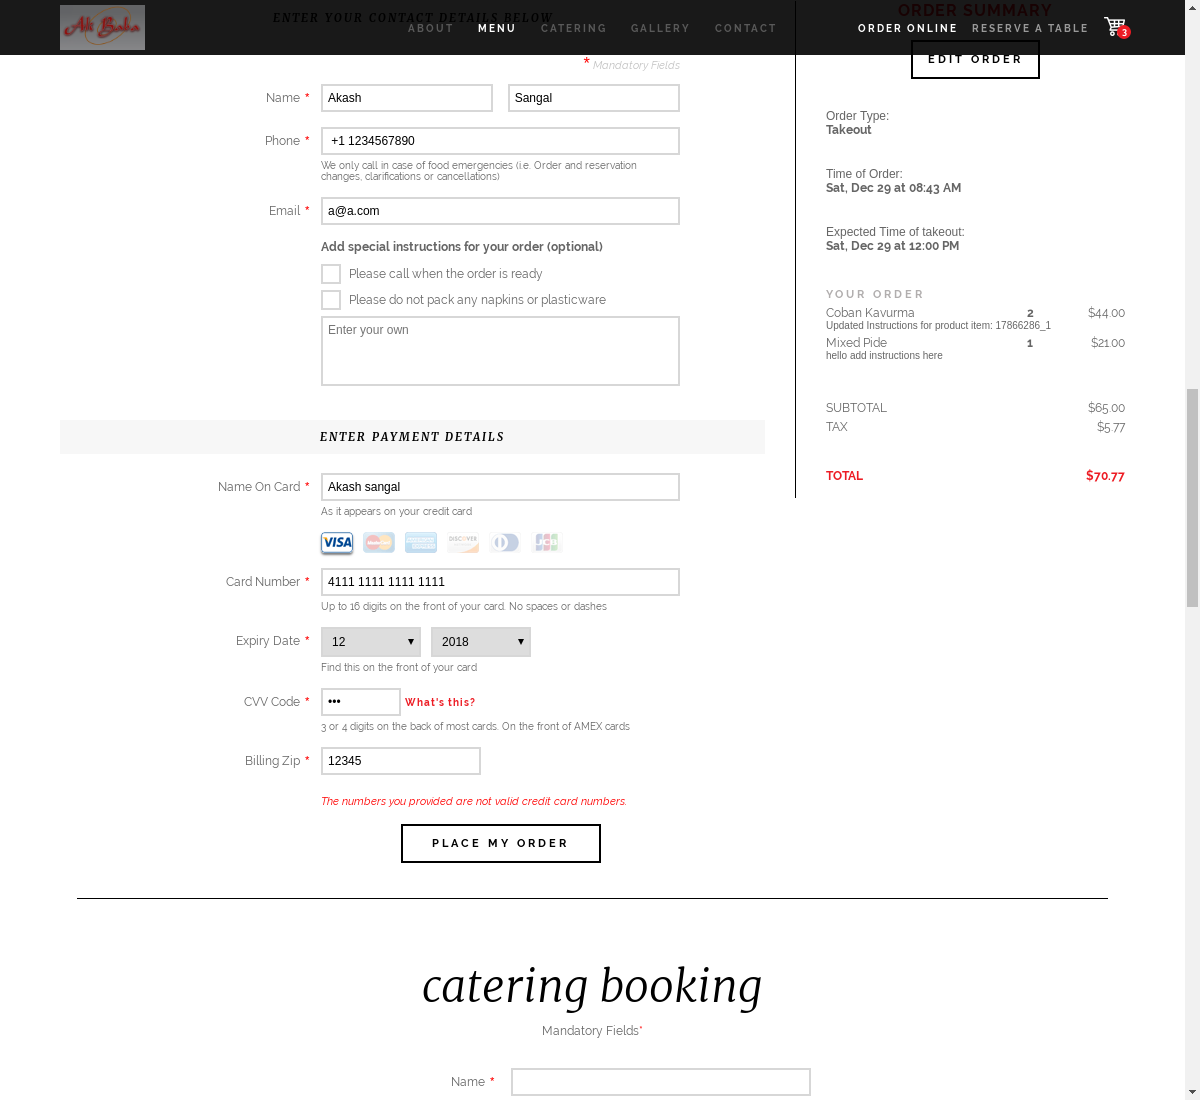 Ali Baba
ENTER YOUR CONTACT DETAILS BELOW
ABOUT MENU CATERING GALLERY CONTACT
ORDER SUMMARY
ORDER ONLINE RESERVE A TABLE 3
* Mandatory Fields
EDIT ORDER
Name * Akash Sangal
Phone * +1 1234567890
We only call in case of food emergencies (i.e. Order and reservation
changes, clarifications or cancellations)
Email * a@a.com
Add special instructions for your order (optional)
Please call when the order is ready
Please do not pack any napkins or plasticware
Enter your own
Order Type:
Takeout
Time of Order:
Sat, Dec 29 at 08:43 AM
Expected Time of takeout:
Sat, Dec 29 at 12:00 PM
YOUR ORDER
Coban Kavurma 2 $44.00
Updated Instructions for product item: 17866286_1
Mixed Pide 1 $21.00
hello add instructions here
SUBTOTAL $65.00
TAX $5.77
TOTAL $70.77
ENTER PAYMENT DETAILS
Name On Card * Akash sangal
As it appears on your credit card
VISA MasterCard DISCOVER JCB
Card Number * 4111 1111 1111 1111
Up to 16 digits on the front of your card. No spaces or dashes
Expiry Date * 12 2018
Find this on the front of your card
CVV Code * ••• What's this?
3 or 4 digits on the back of most cards. On the front of AMEX cards
Billing Zip * 12345
The numbers you provided are not valid credit card numbers.
PLACE MY ORDER
catering booking
Mandatory Fields*
Name *